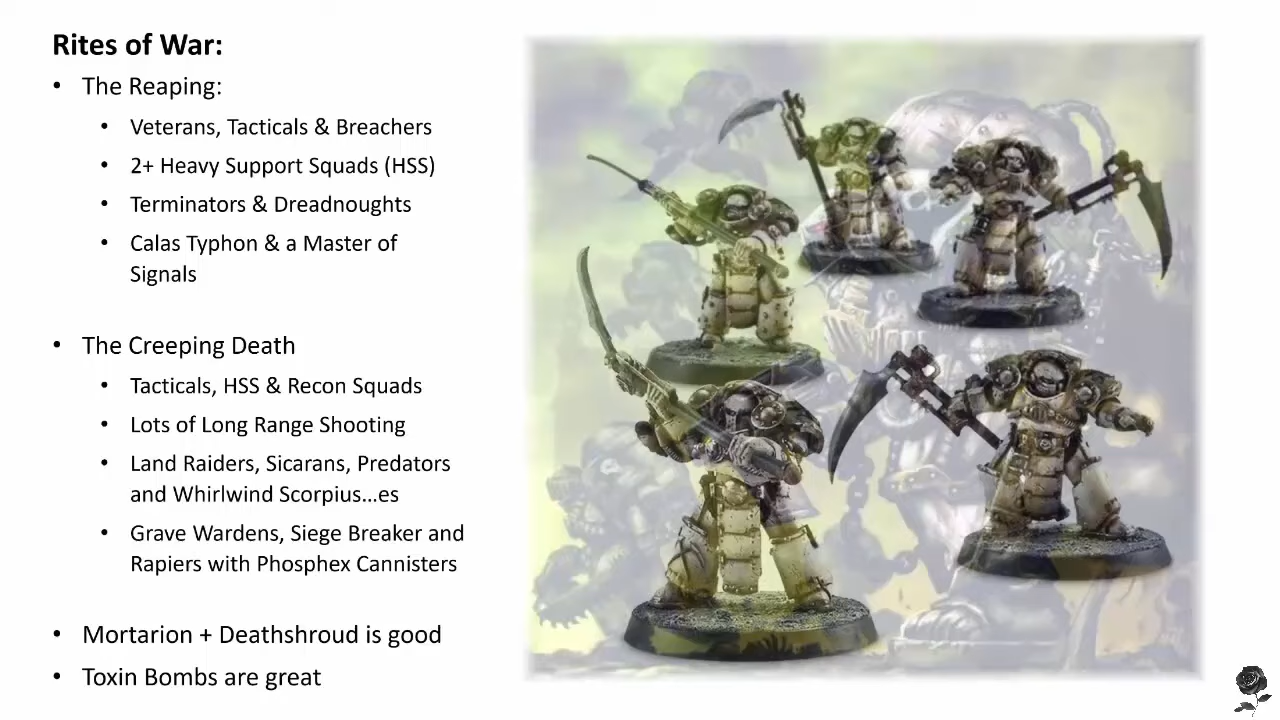 Rites of War:
• The Reaping:
• Veterans, Tacticals & Breachers
• 2+ Heavy Support Squads (HSS)
• Terminators & Dreadnoughts
• Calas Typhon & a Master of
Signals
• The Creeping Death
• Tacticals, HSS & Recon Squads
• Lots of Long Range Shooting
• Land Raiders, Sicarans, Predators
and Whirlwind Scorpius…es
• Grave Wardens, Siege Breaker and
Rapiers with Phosphex Cannisters
• Mortarion + Deathshroud is good
• Toxin Bombs are great